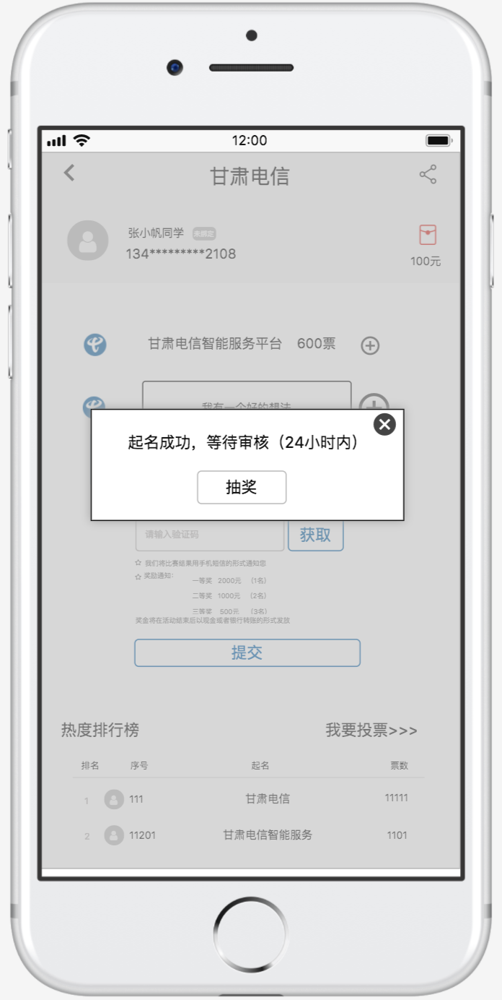 12:00
甘肃电信
张小帆同学 未绑定
134*********2108
100元
甘肃电信智能服务平台 600票
我有一个好的想法
起名成功，等待审核（24小时内）
抽奖
请输入验证码 获取
我们将比赛结果用手机短信的形式通知您
奖励通知：
一等奖 2000元 （1名）
二等奖 1000元 （2名）
三等奖 500元 （3名）
奖金将在活动结束后以现金或者银行转账的形式发放
提交
热度排行榜 我要投票>>>
排名 序号 起名 票数
1 111 甘肃电信 11111
2 11201 甘肃电信智能服务 1101